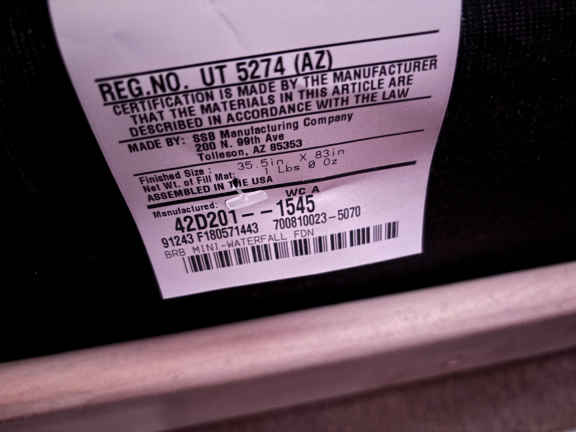 REG.NO. UT 5274 (AZ)
CERTIFICATION IS MADE BY THE MANUFACTURER
THAT THE MATERIALS IN THIS ARTICLE ARE
DESCRIBED IN ACCORDANCE WITH THE LAW
MADE BY: SSB Manufacturing Company
200 N. 99th Ave
Tolleson, AZ 85353
Finished Size: 35.5in X 83in
Net Wt. of Fill Mat: 1 Lbs 0 Oz
ASSEMBLED IN THE USA
WC A
Manufactured:
42D201--1545
91243 F180571443 700810023-5070
BRB MINI-WATERFALL FDN